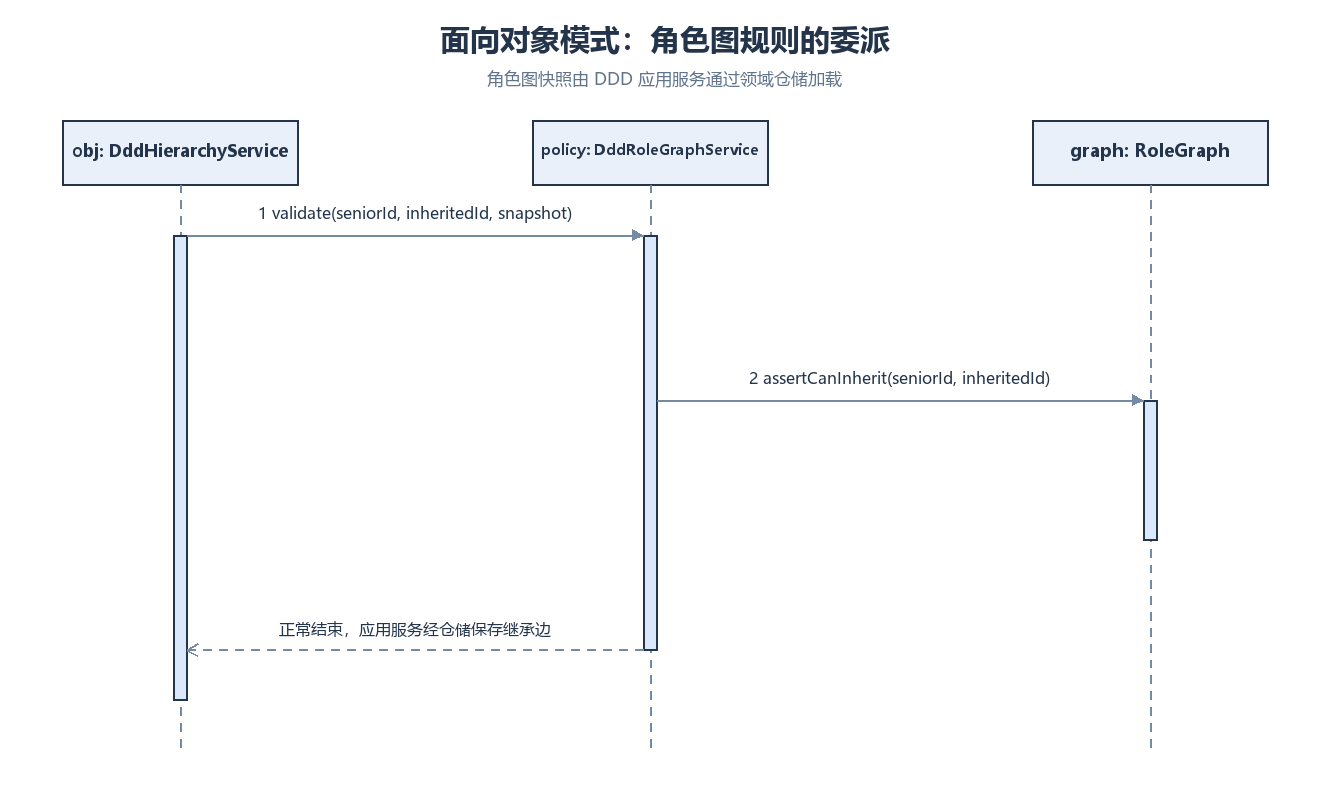 面向对象模式：角色图规则的委派
角色图快照由 DDD 应用服务通过领域仓储加载
obj: DddHierarchyService
policy: DddRoleGraphService
graph: RoleGraph
1 validate(seniorId, inheritedId, snapshot)
2 assertCanInherit(seniorId, inheritedId)
正常结束，应用服务经仓储保存继承边